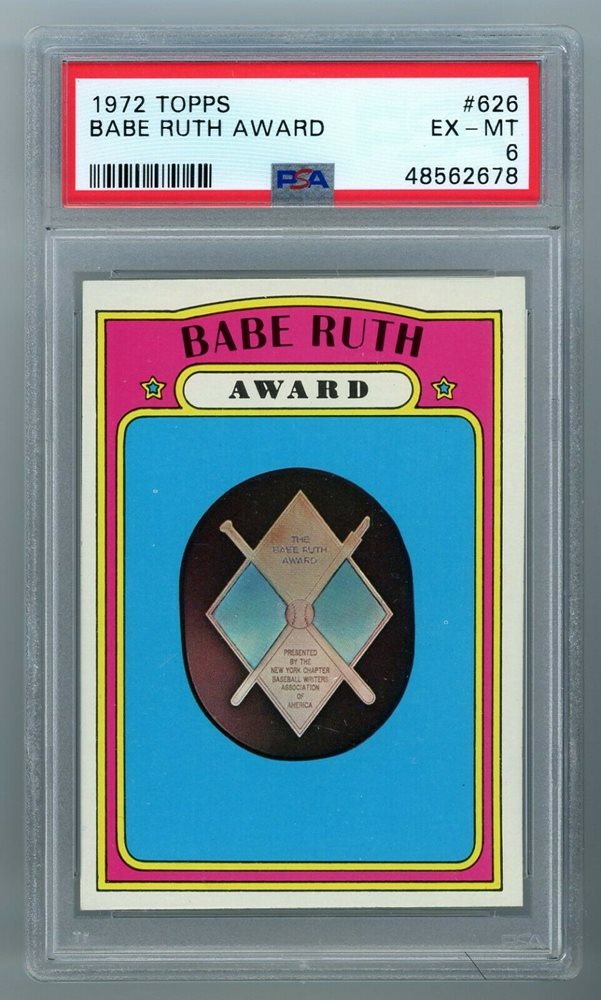 1972 TOPPS #626
BABE RUTH AWARD EX - MT
6
PSA 48562678
BABE RUTH
AWARD
THE
BABE RUTH
AWARD
PRESENTED
BY THE
NEW YORK CHAPTER
BASEBALL WRITERS
ASSOCIATION
OF
AMERICA
PSA